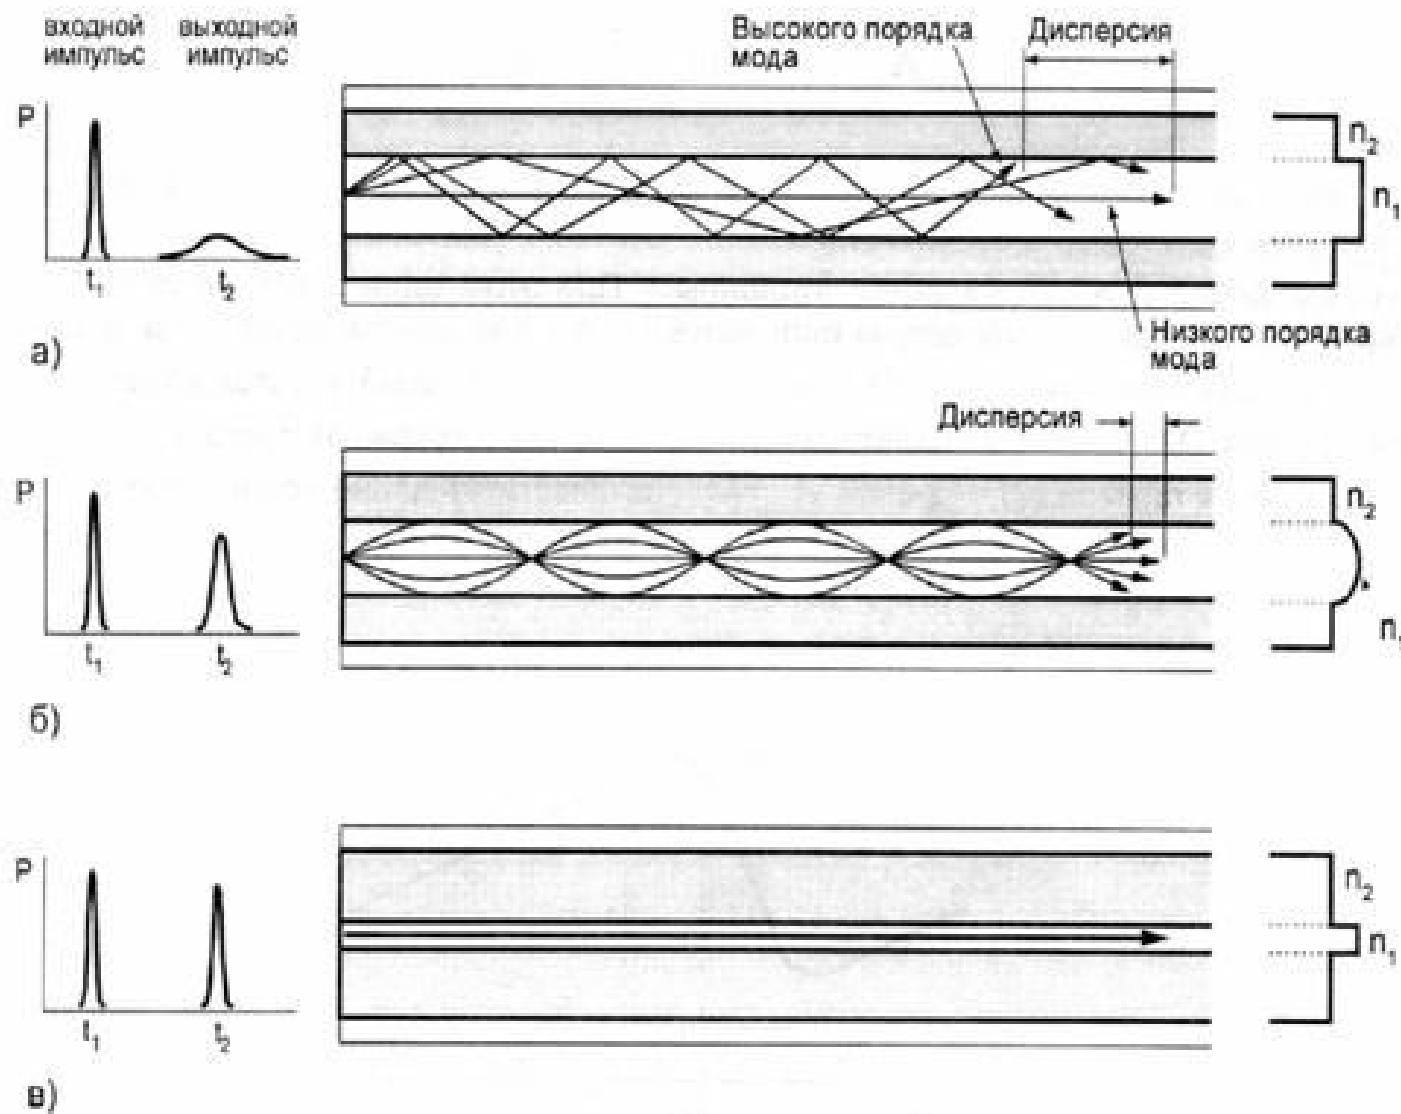 входной выходной
импульс импульс
Высокого порядка
мода
Дисперсия
P
n₂
n₁
t₁ t₂
а)
Низкого порядка
мода
Дисперсия
P
n₂
n₁
t₁ t₂
б)
P
n₂
n₁
t₁ t₂
в)